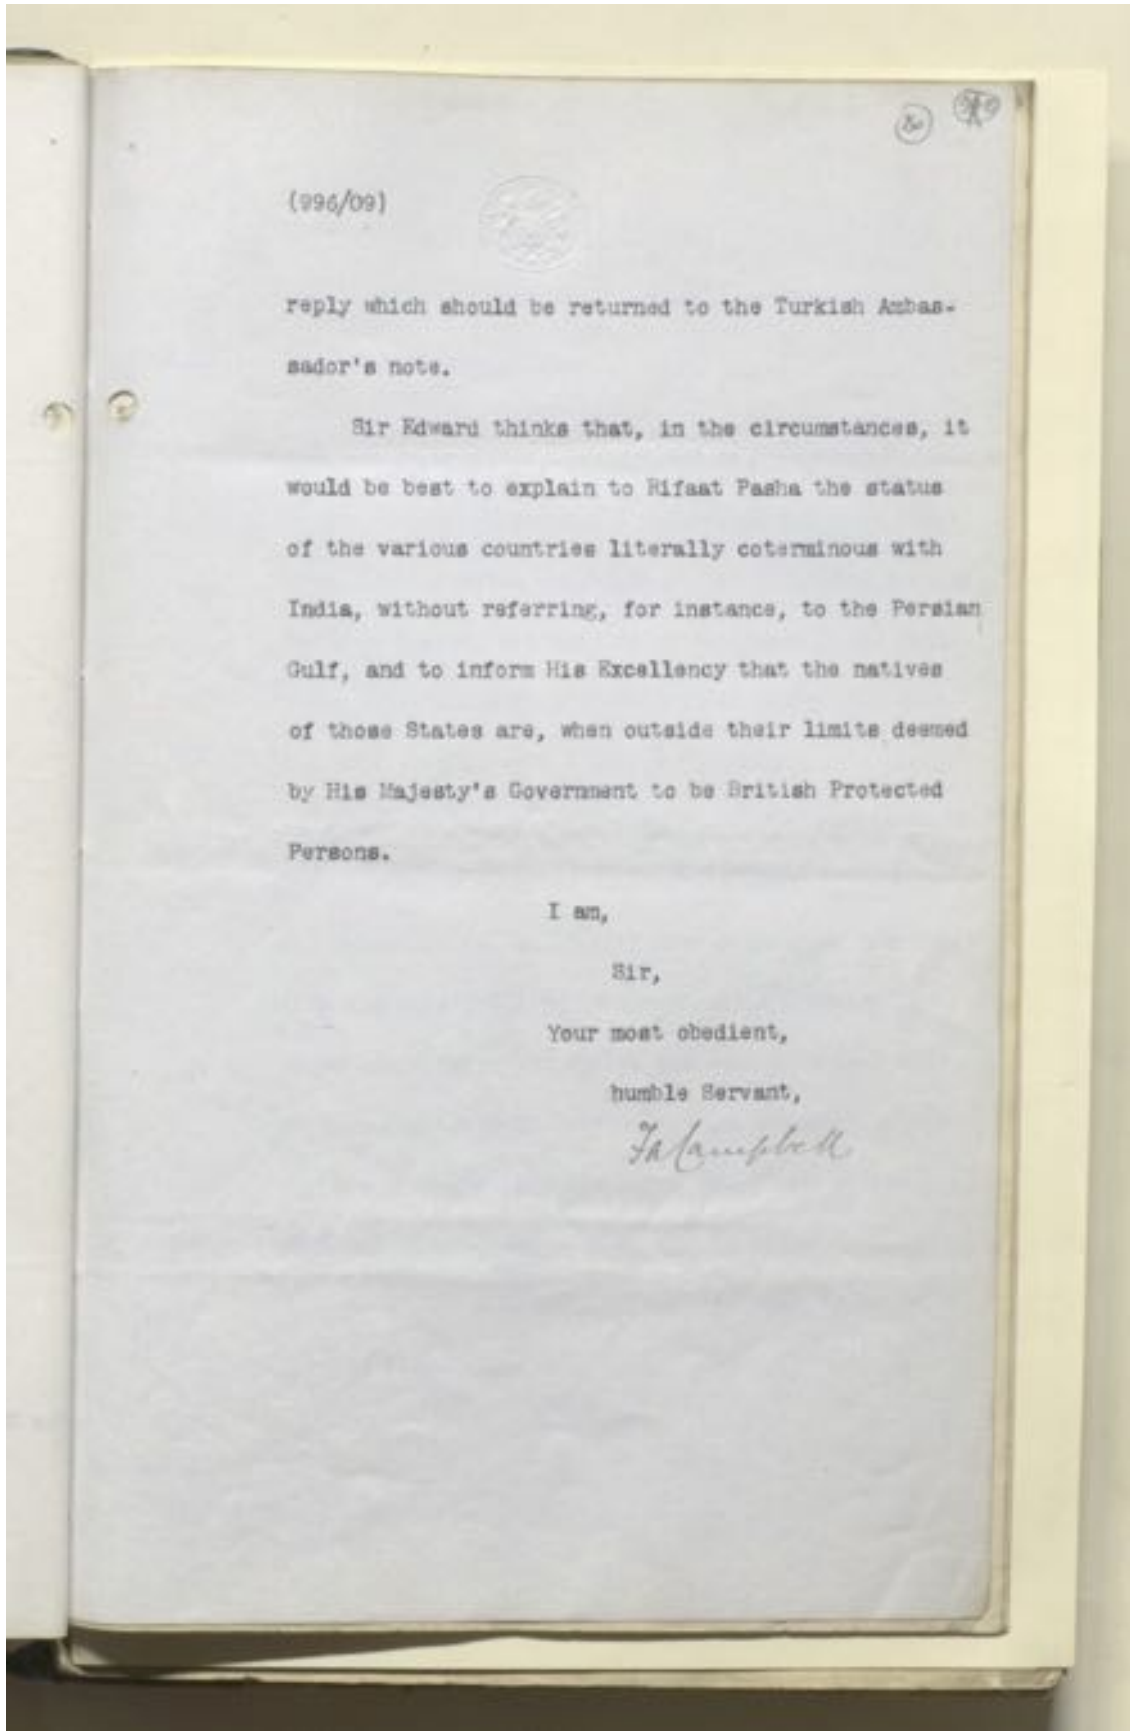 80
(996/09)
reply which should be returned to the Turkish Ambas-
sador's note.
Sir Edward thinks that, in the circumstances, it
would be best to explain to Rifaat Pasha the status
of the various countries literally coterminous with
India, without referring, for instance, to the Persian
Gulf, and to inform His Excellency that the natives
of those States are, when outside their limits deemed
by His Majesty's Government to be British Protected
Persons.
I am,
Sir,
Your most obedient,
humble Servant,
FA Campbell